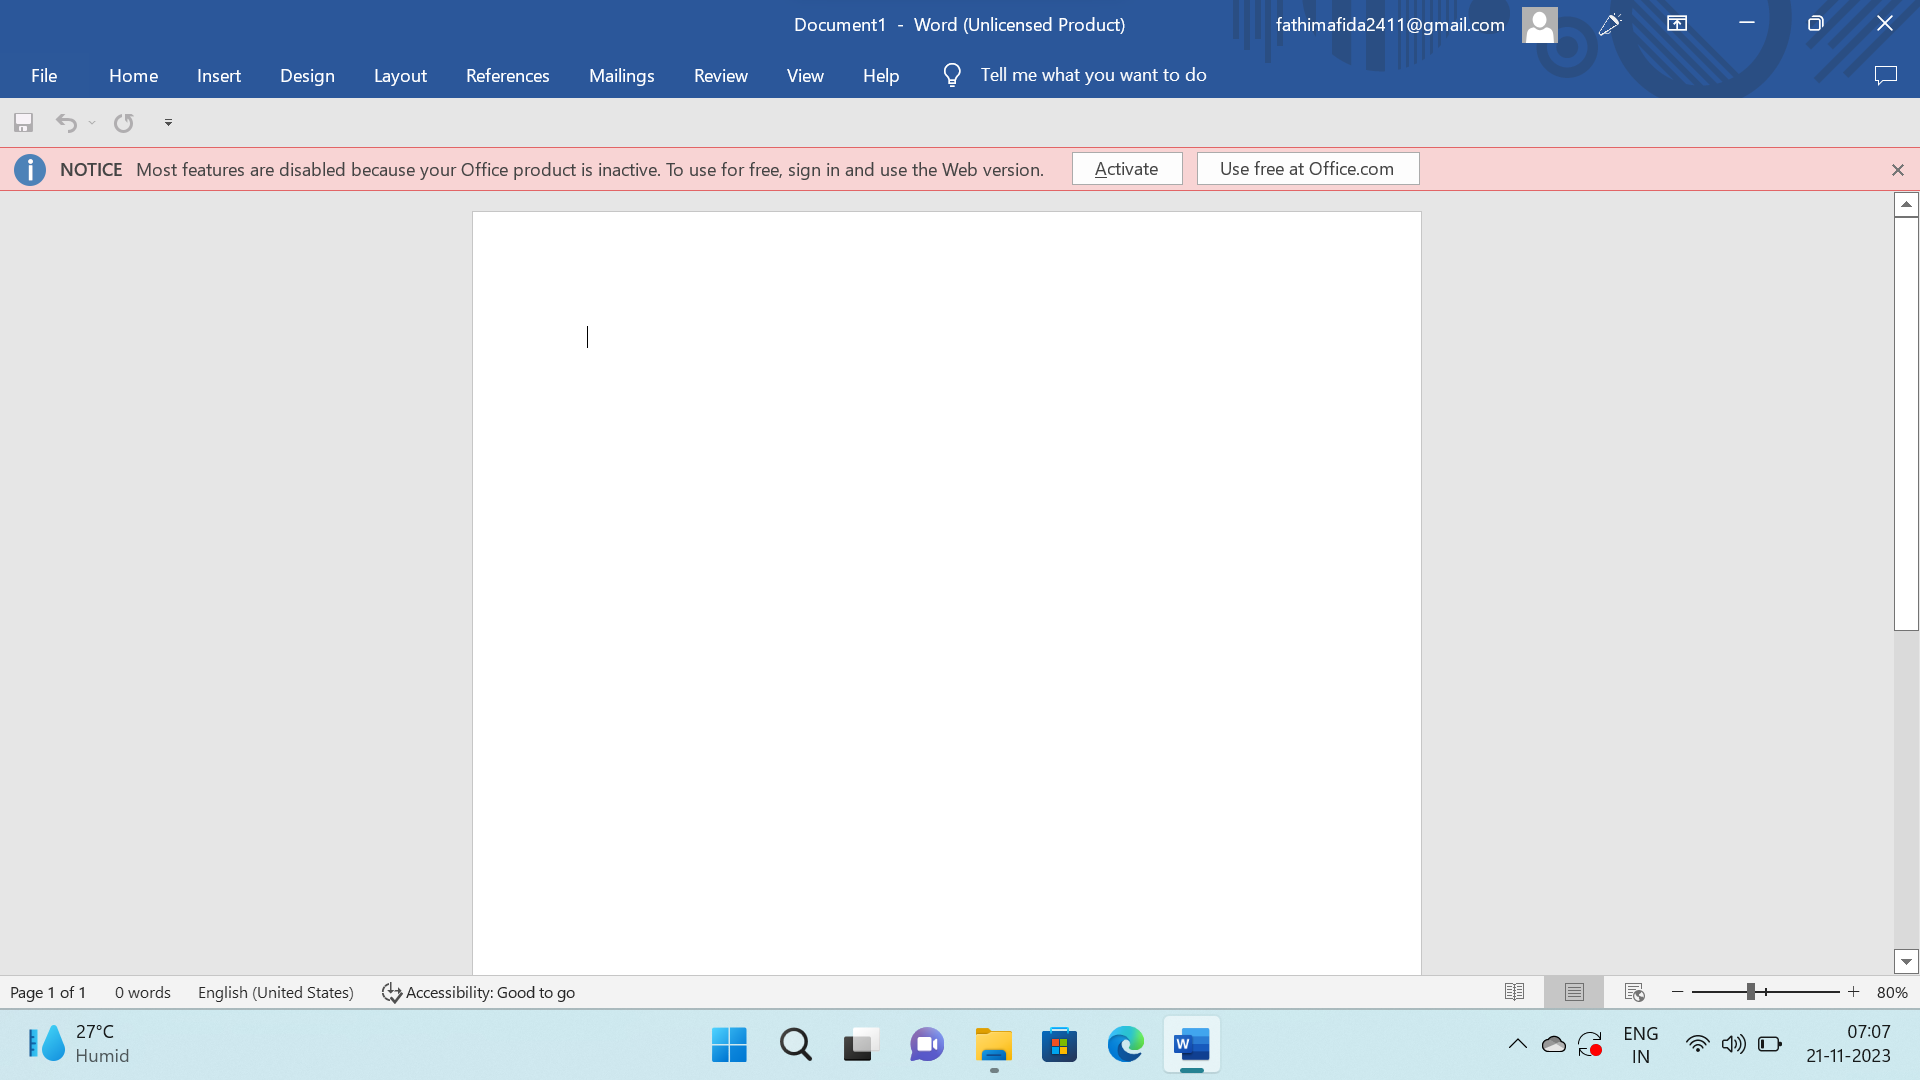 Document1 - Word (Unlicensed Product)
fathimafida2411@gmail.com
File Home Insert Design Layout References Mailings Review View Help Tell me what you want to do
NOTICE Most features are disabled because your Office product is inactive. To use for free, sign in and use the Web version. Activate Use free at Office.com
Page 1 of 1 0 words English (United States) Accessibility: Good to go 80%
27°C
Humid
W
ENG
IN
07:07
21-11-2023